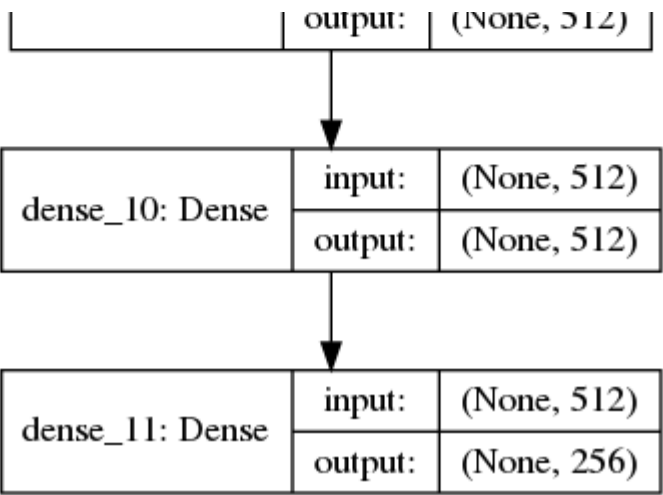 output: (None, 512)
dense_10: Dense input: (None, 512)
output: (None, 512)
dense_11: Dense input: (None, 512)
output: (None, 256)